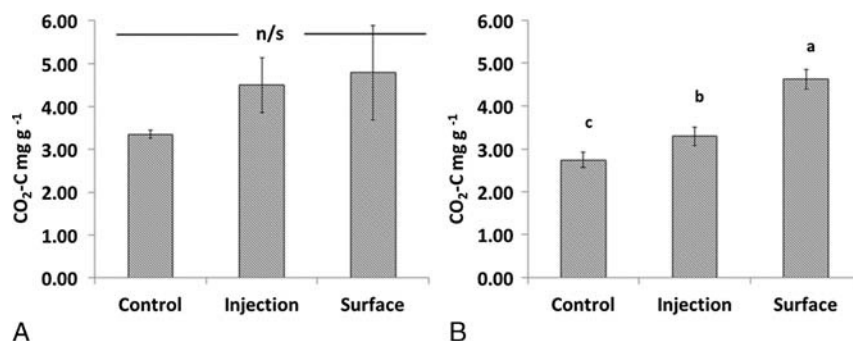 6.00
5.00
4.00
3.00
2.00
1.00
0.00
CO₂-C mg g⁻¹
n/s
Control Injection Surface
A
6.00
5.00
4.00
3.00
2.00
1.00
0.00
CO₂-C mg g⁻¹
c
b
a
Control Injection Surface
B